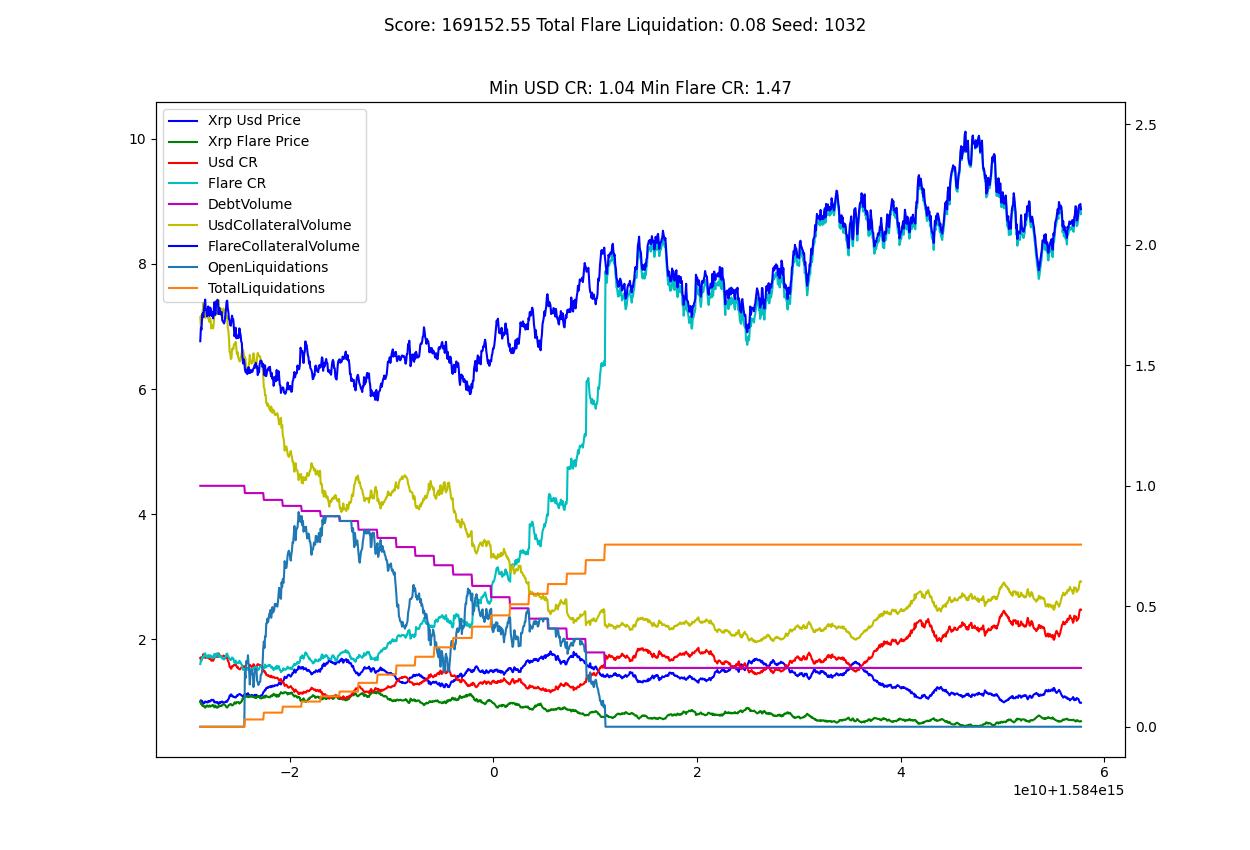 Score: 169152.55 Total Flare Liquidation: 0.08 Seed: 1032
Min USD CR: 1.04 Min Flare CR: 1.47
Xrp Usd Price
Xrp Flare Price
Usd CR
Flare CR
DebtVolume
UsdCollateralVolume
FlareCollateralVolume
OpenLiquidations
TotalLiquidations
10
8
6
4
2
2.5
2.0
1.5
1.0
0.5
0.0
−2
0
2
4
6
1e10+1.584e15